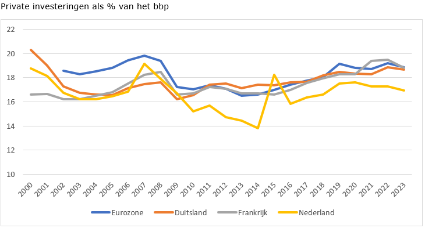 Private investeringen als % van het bbp
22
20
18
16
14
12
10
2000 2001 2002 2003 2004 2005 2006 2007 2008 2009 2010 2011 2012 2013 2014 2015 2016 2017 2018 2019 2020 2021 2022 2023
Eurozone Duitsland Frankrijk Nederland